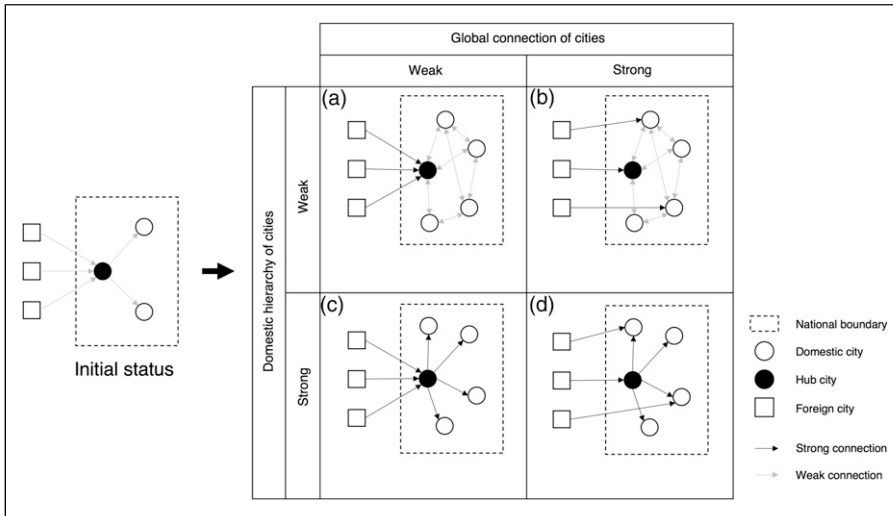 Global connection of cities
Weak
Strong
Domestic hierarchy of cities
Weak
Strong
(a)
(b)
(c)
(d)
Initial status
National boundary
Domestic city
Hub city
Foreign city
Strong connection
Weak connection